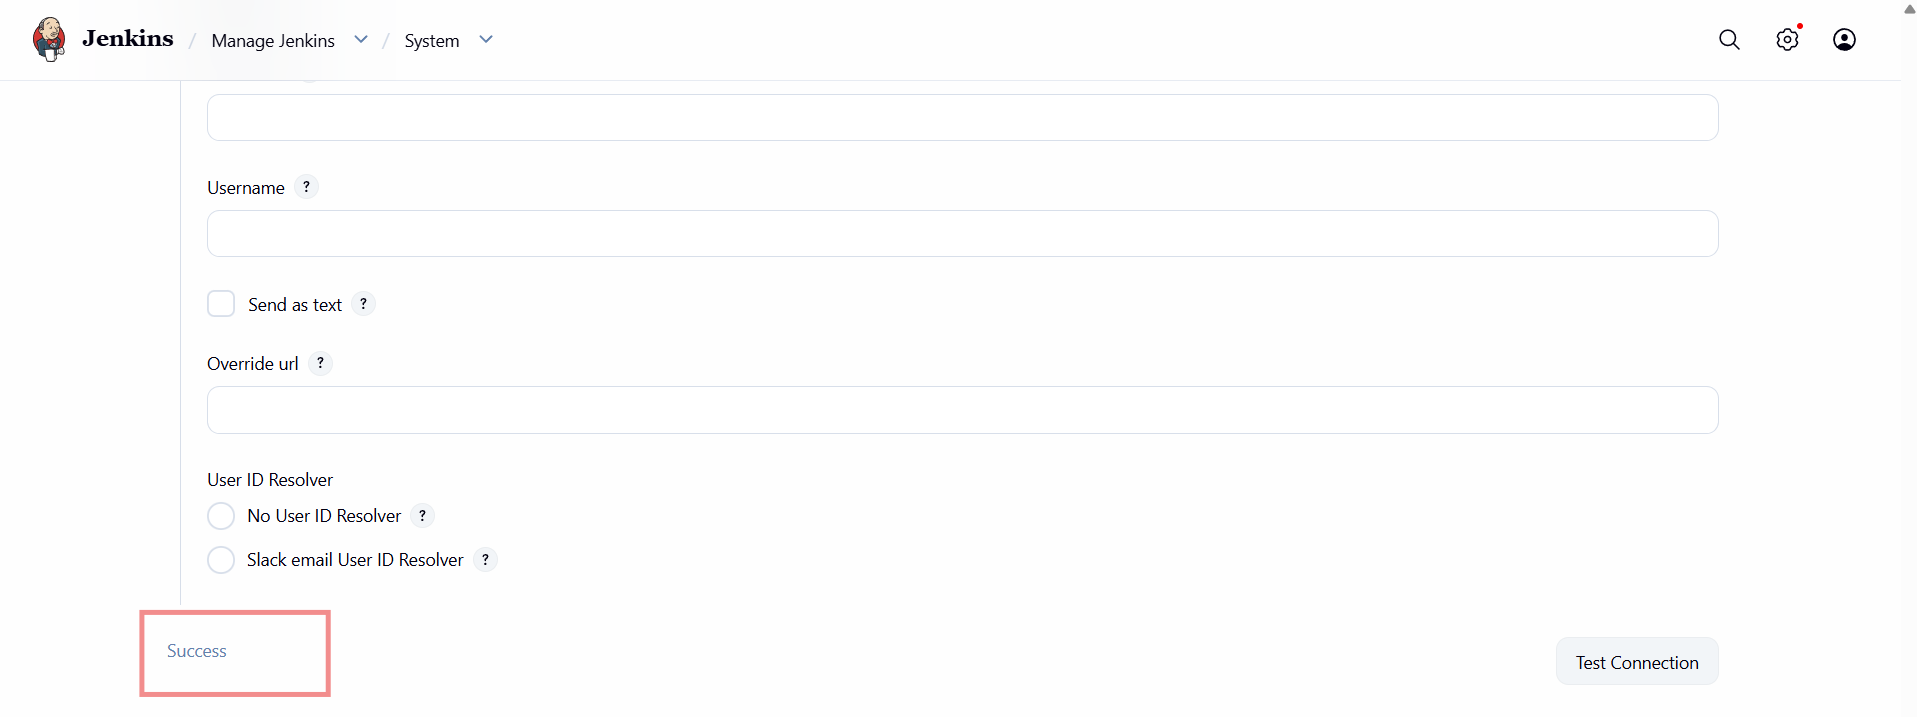 Jenkins / Manage Jenkins / System
Username ?
Send as text ?
Override url ?
User ID Resolver
No User ID Resolver ?
Slack email User ID Resolver ?
Success
Test Connection